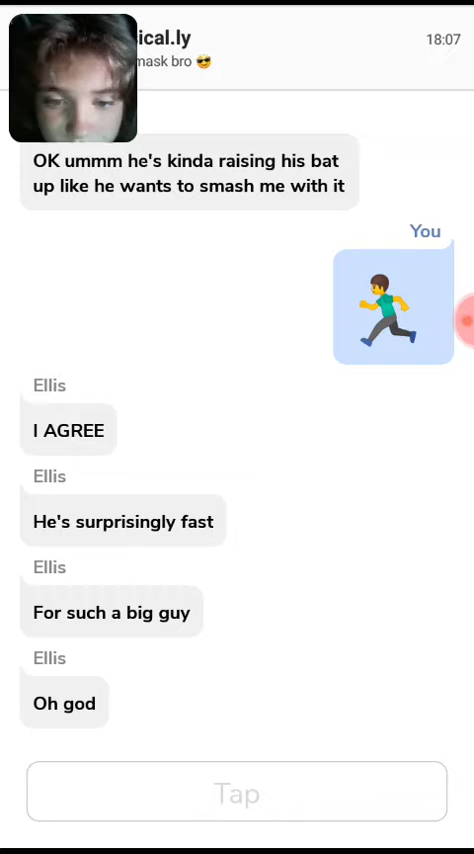 ical.ly
18:07
mask bro 😎
OK ummm he's kinda raising his bat
up like he wants to smash me with it
You
Ellis
I AGREE
Ellis
He's surprisingly fast
Ellis
For such a big guy
Ellis
Oh god
Tap